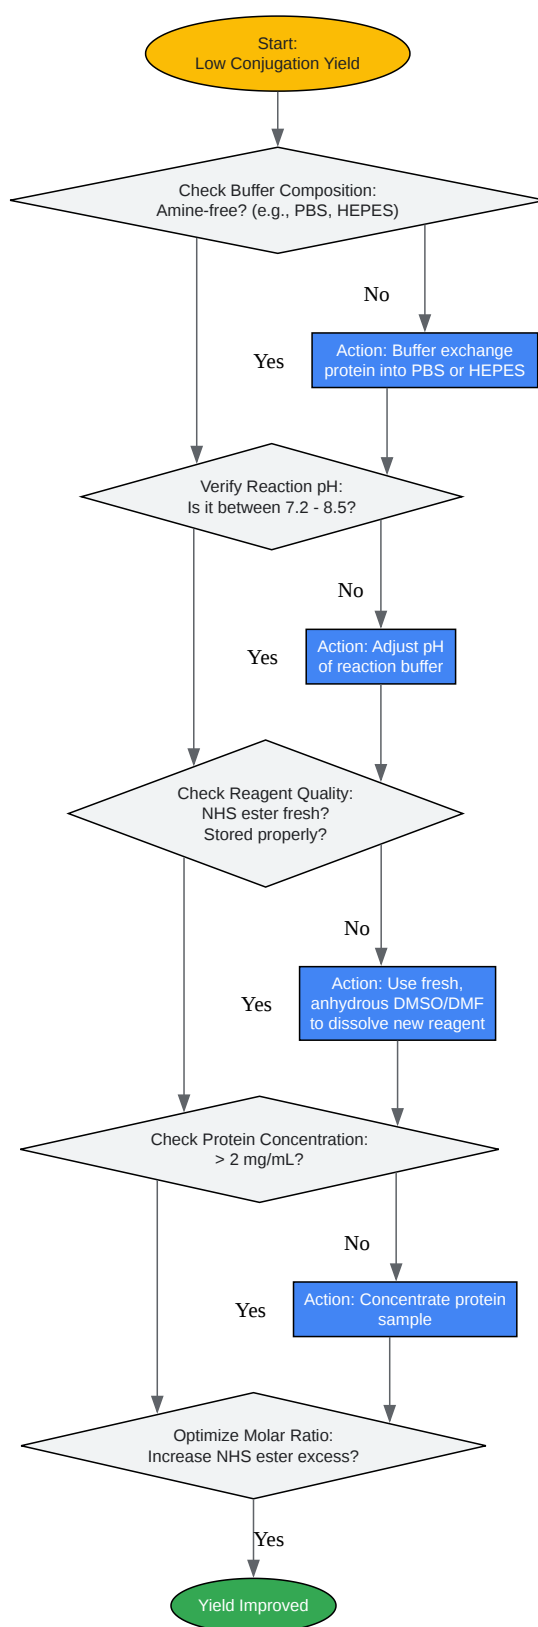 Start:
Low Conjugation Yield
Check Buffer Composition:
Amine-free? (e.g., PBS, HEPES)
No
Yes
Action: Buffer exchange
protein into PBS or HEPES
Verify Reaction pH:
Is it between 7.2 - 8.5?
No
Yes
Action: Adjust pH
of reaction buffer
Check Reagent Quality:
NHS ester fresh?
Stored properly?
No
Yes
Action: Use fresh,
anhydrous DMSO/DMF
to dissolve new reagent
Check Protein Concentration:
> 2 mg/mL?
No
Yes
Action: Concentrate protein
sample
Optimize Molar Ratio:
Increase NHS ester excess?
Yes
Yield Improved